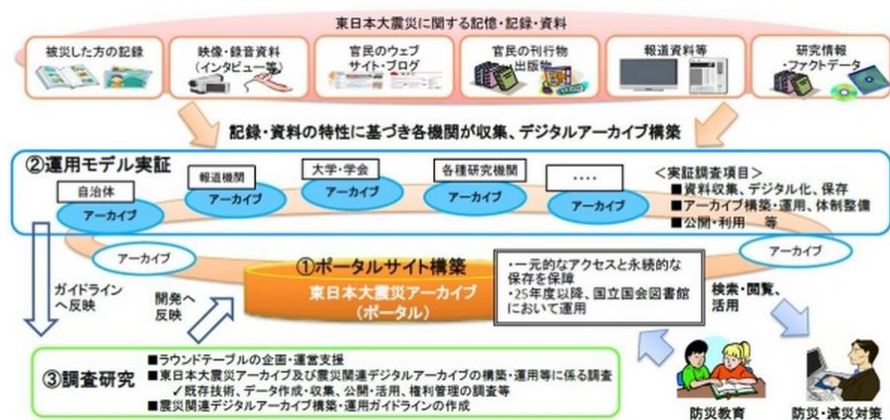 東日本大震災に関する記憶・記録・資料
被災した方の記録
映像・録音資料
(インタビュー等)
官民のウェブ
サイト・ブログ
官民の刊行物
出版物
報道資料等
研究情報
・ファクトデータ
記録・資料の特性に基づき各機関が収集、デジタルアーカイブ構築
②運用モデル実証
自治体
アーカイブ
報道機関
アーカイブ
大学・学会
アーカイブ
各種研究機関
アーカイブ
・・・・
アーカイブ
＜実証調査項目＞
■資料収集、デジタル化、保存
■アーカイブ構築・運用、体制整備
■公開・利用　等
アーカイブ
アーカイブ
①ポータルサイト構築
東日本大震災アーカイブ
(ポータル)
・一元的なアクセスと永続的な
保存を保障
・25年度以降、国立国会図書館
において運用
ガイドライン
へ反映
開発へ
反映
検索・閲覧、
活用
③調査研究
■ラウンドテーブルの企画・運営支援
■東日本大震災アーカイブ及び震災関連デジタルアーカイブの構築・運用等に係る調査
✓既存技術、データ作成・収集、公開・活用、権利管理の調査等
■震災関連デジタルアーカイブ構築・運用ガイドラインの作成
防災教育
防災・減災対策